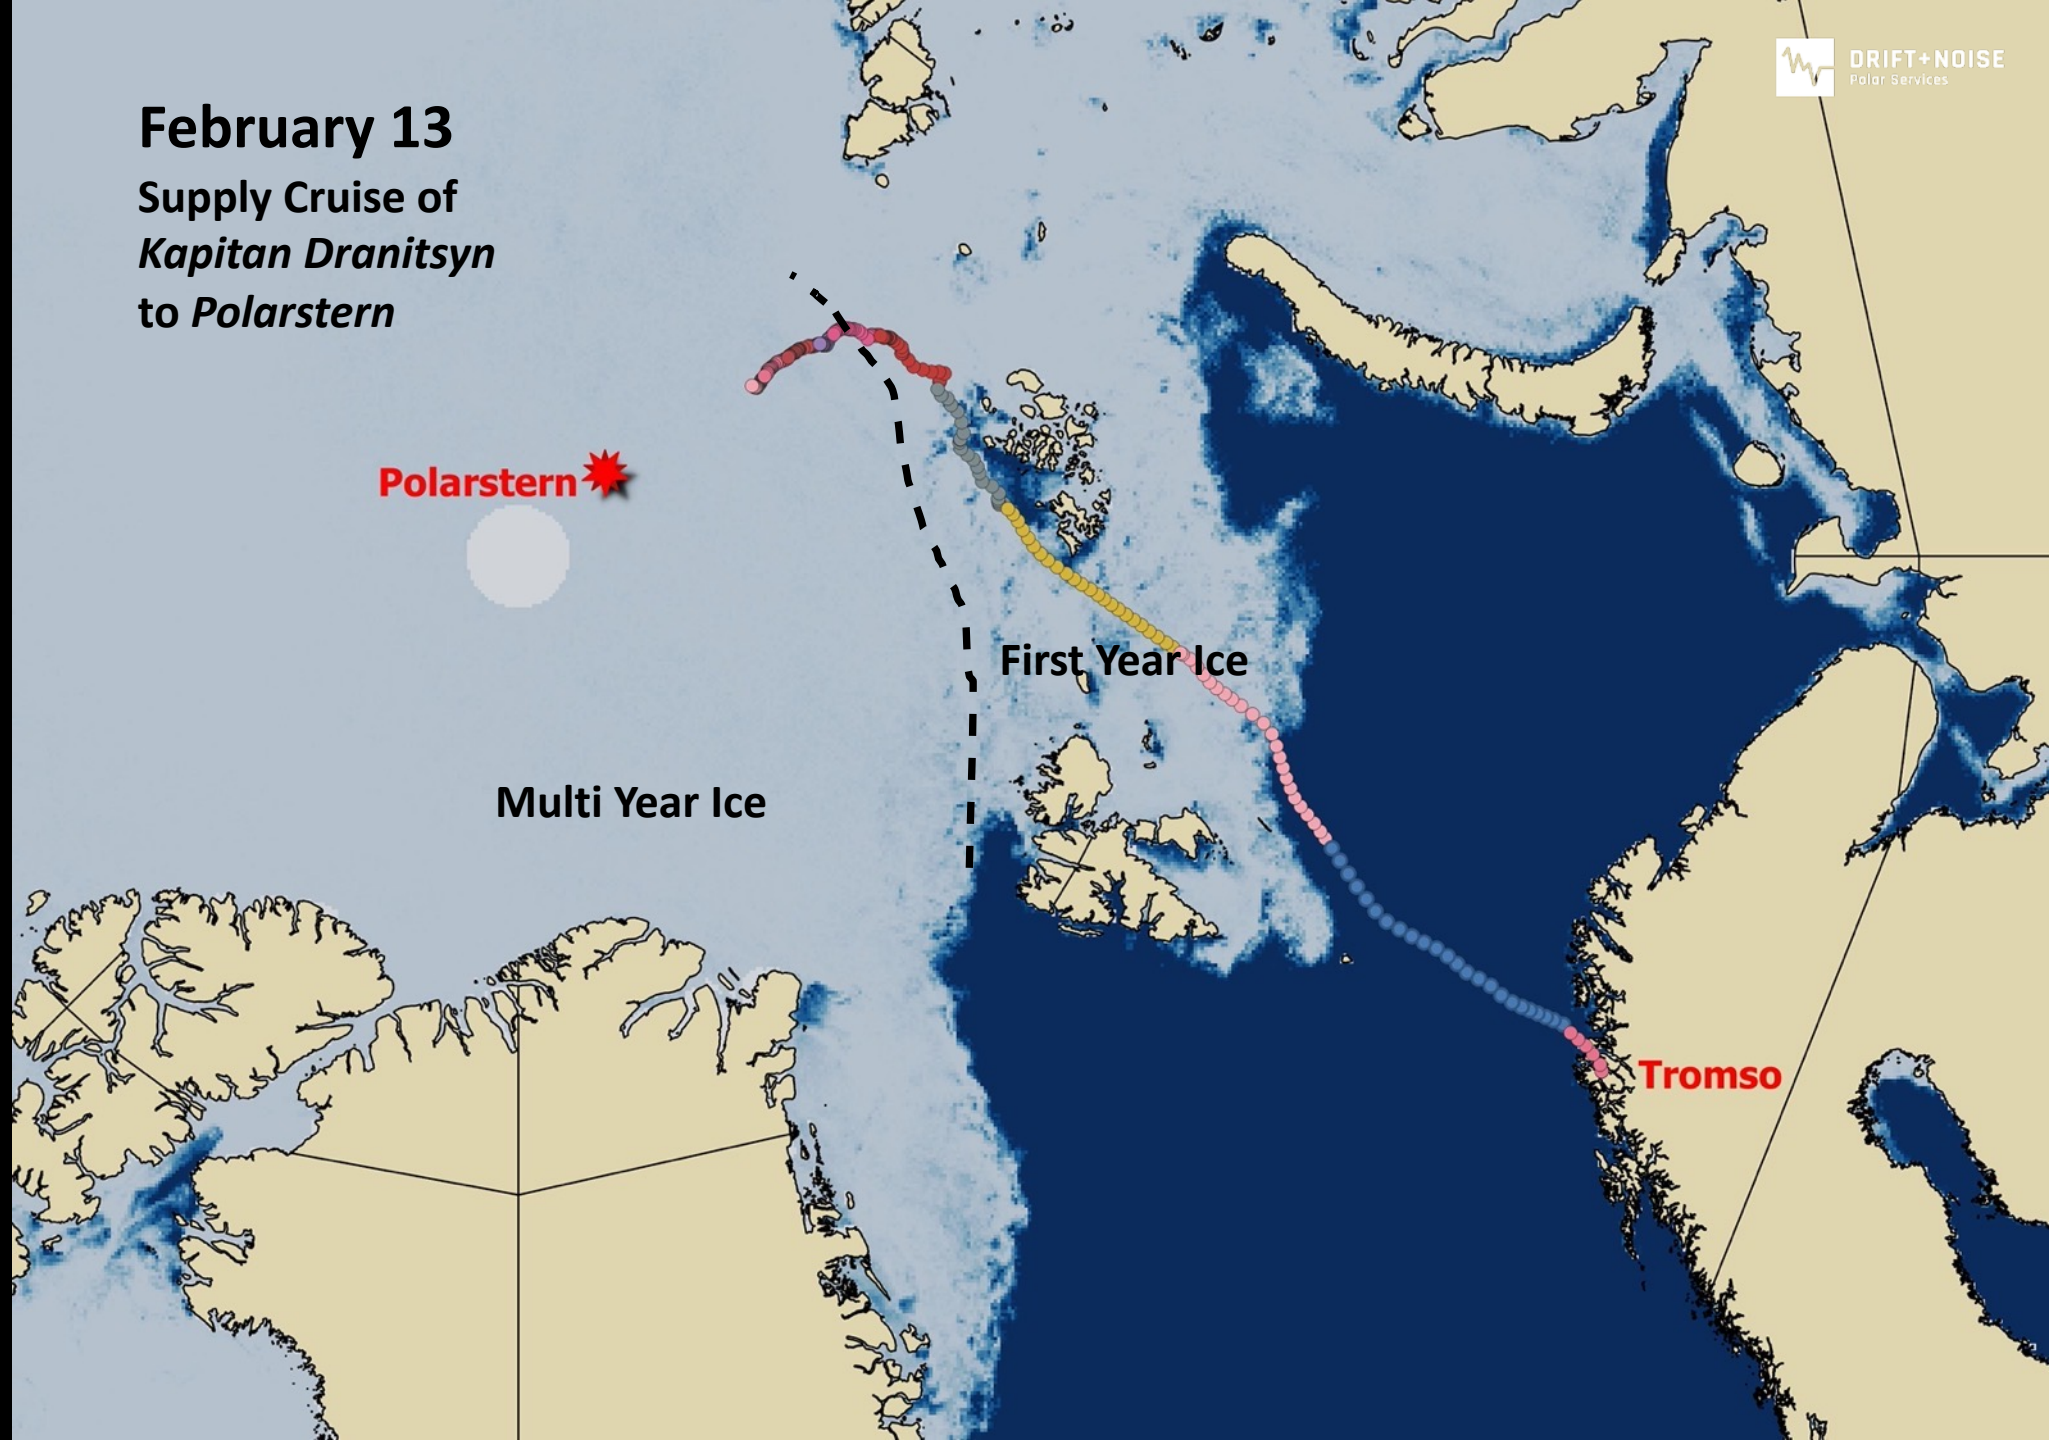 DRIFT+NOISE
Polar Services
February 13
Supply Cruise of
Kapitan Dranitsyn
to Polarstern
Polarstern
First Year Ice
Multi Year Ice
Tromso